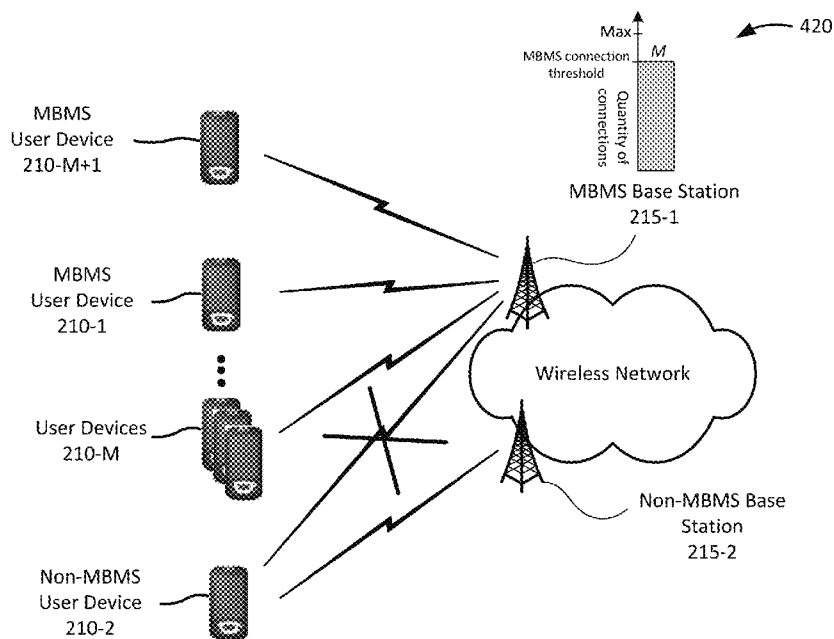 420
Max
M
MBMS connection
threshold
Quantity of
connections
MBMS Base Station
215-1
MBMS
User Device
210-M+1
MBMS
User Device
210-1
User Devices
210-M
Non-MBMS
User Device
210-2
Wireless Network
Non-MBMS Base
Station
215-2